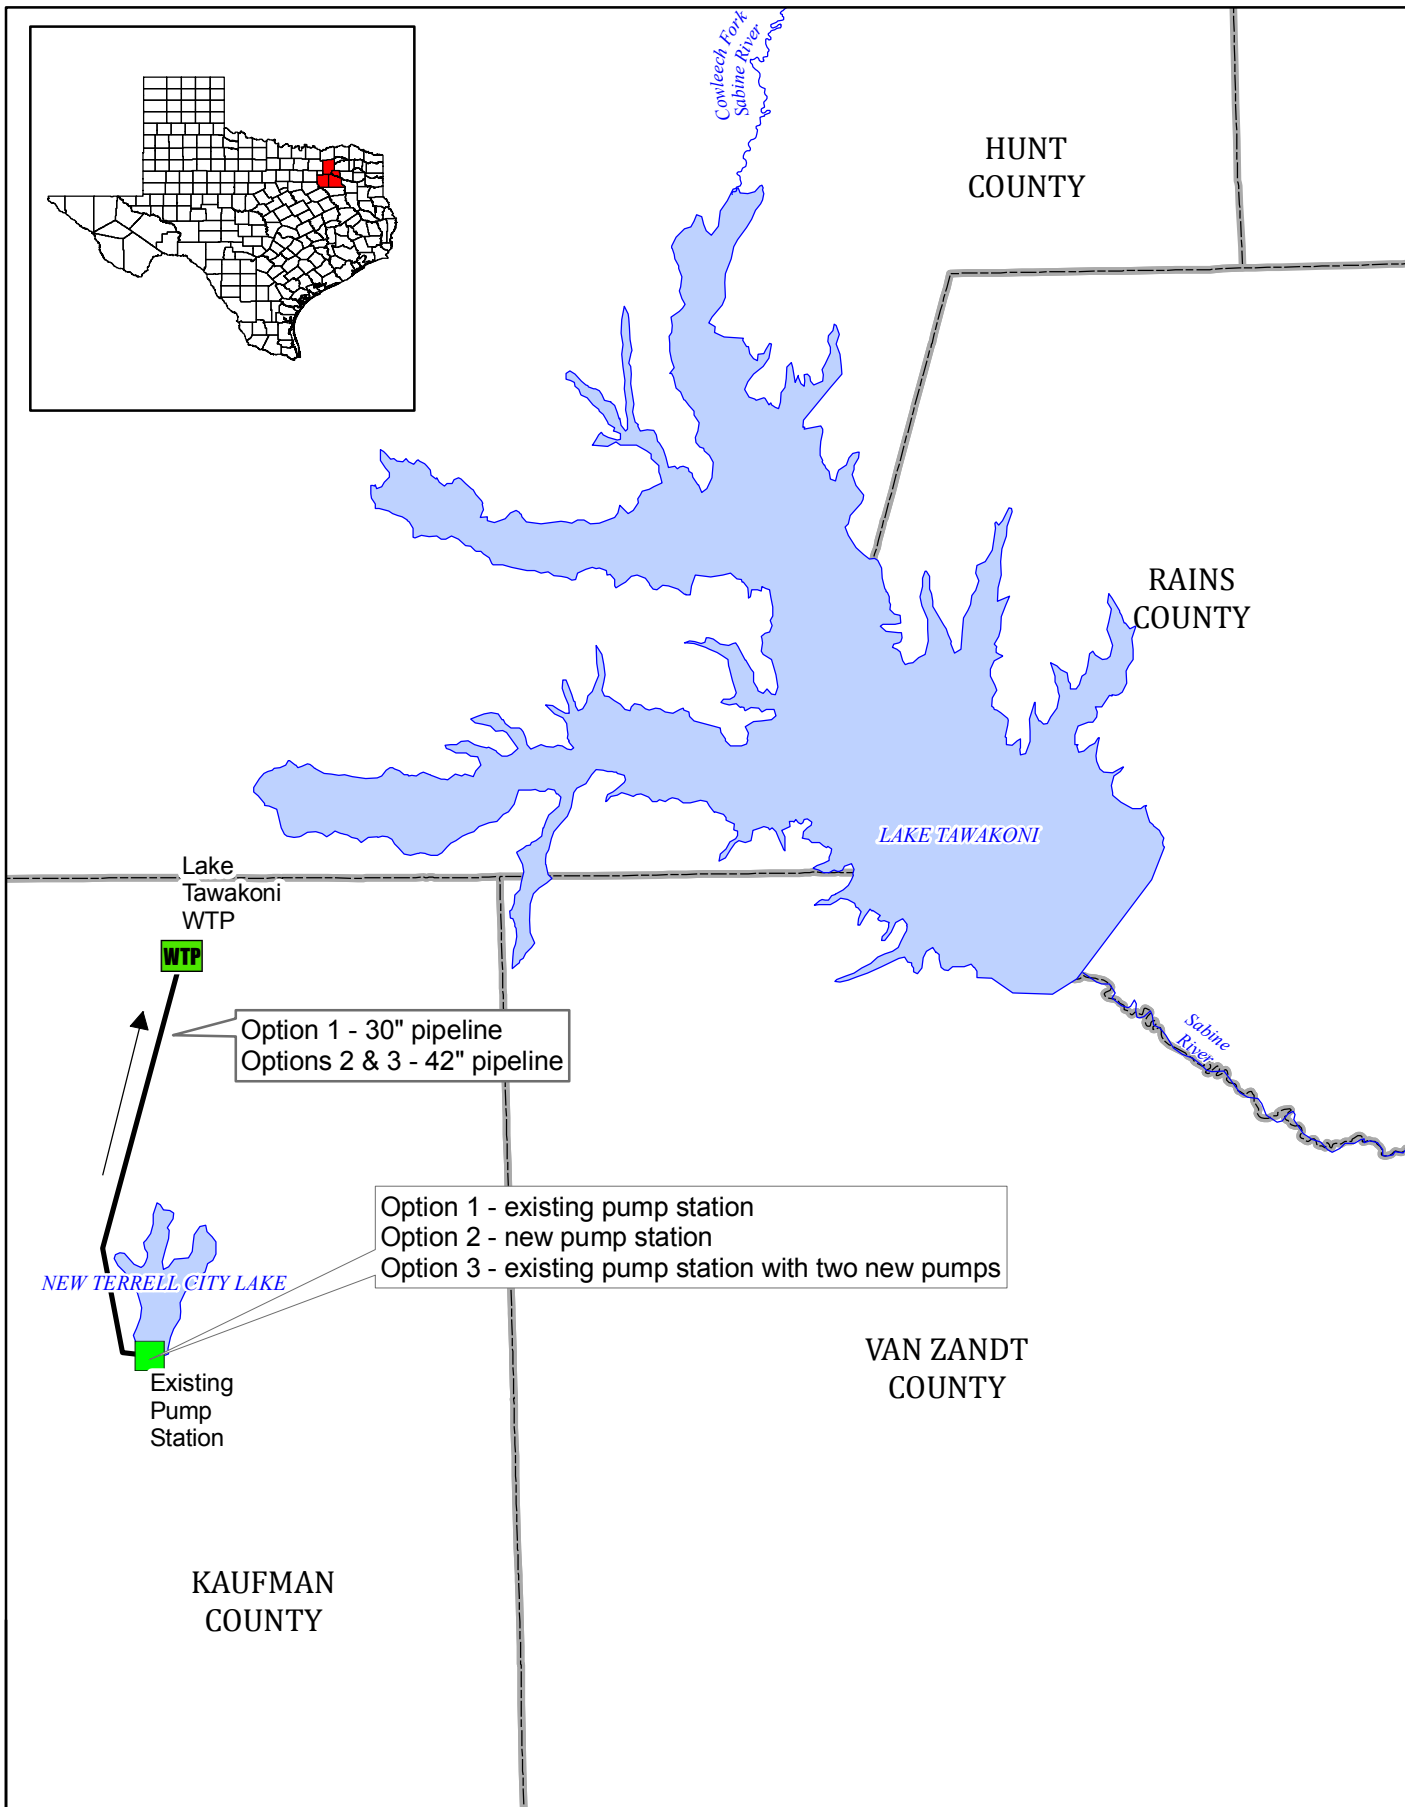 Cowleech Fork
Sabine River
HUNT
COUNTY
RAINS
COUNTY
LAKE TAWAKONI
Lake
Tawakoni
WTP
WTP
Option 1 - 30" pipeline
Options 2 & 3 - 42" pipeline
Sabine
River
Option 1 - existing pump station
Option 2 - new pump station
Option 3 - existing pump station with two new pumps
NEW TERRELL CITY LAKE
Existing
Pump
Station
VAN ZANDT
COUNTY
KAUFMAN
COUNTY